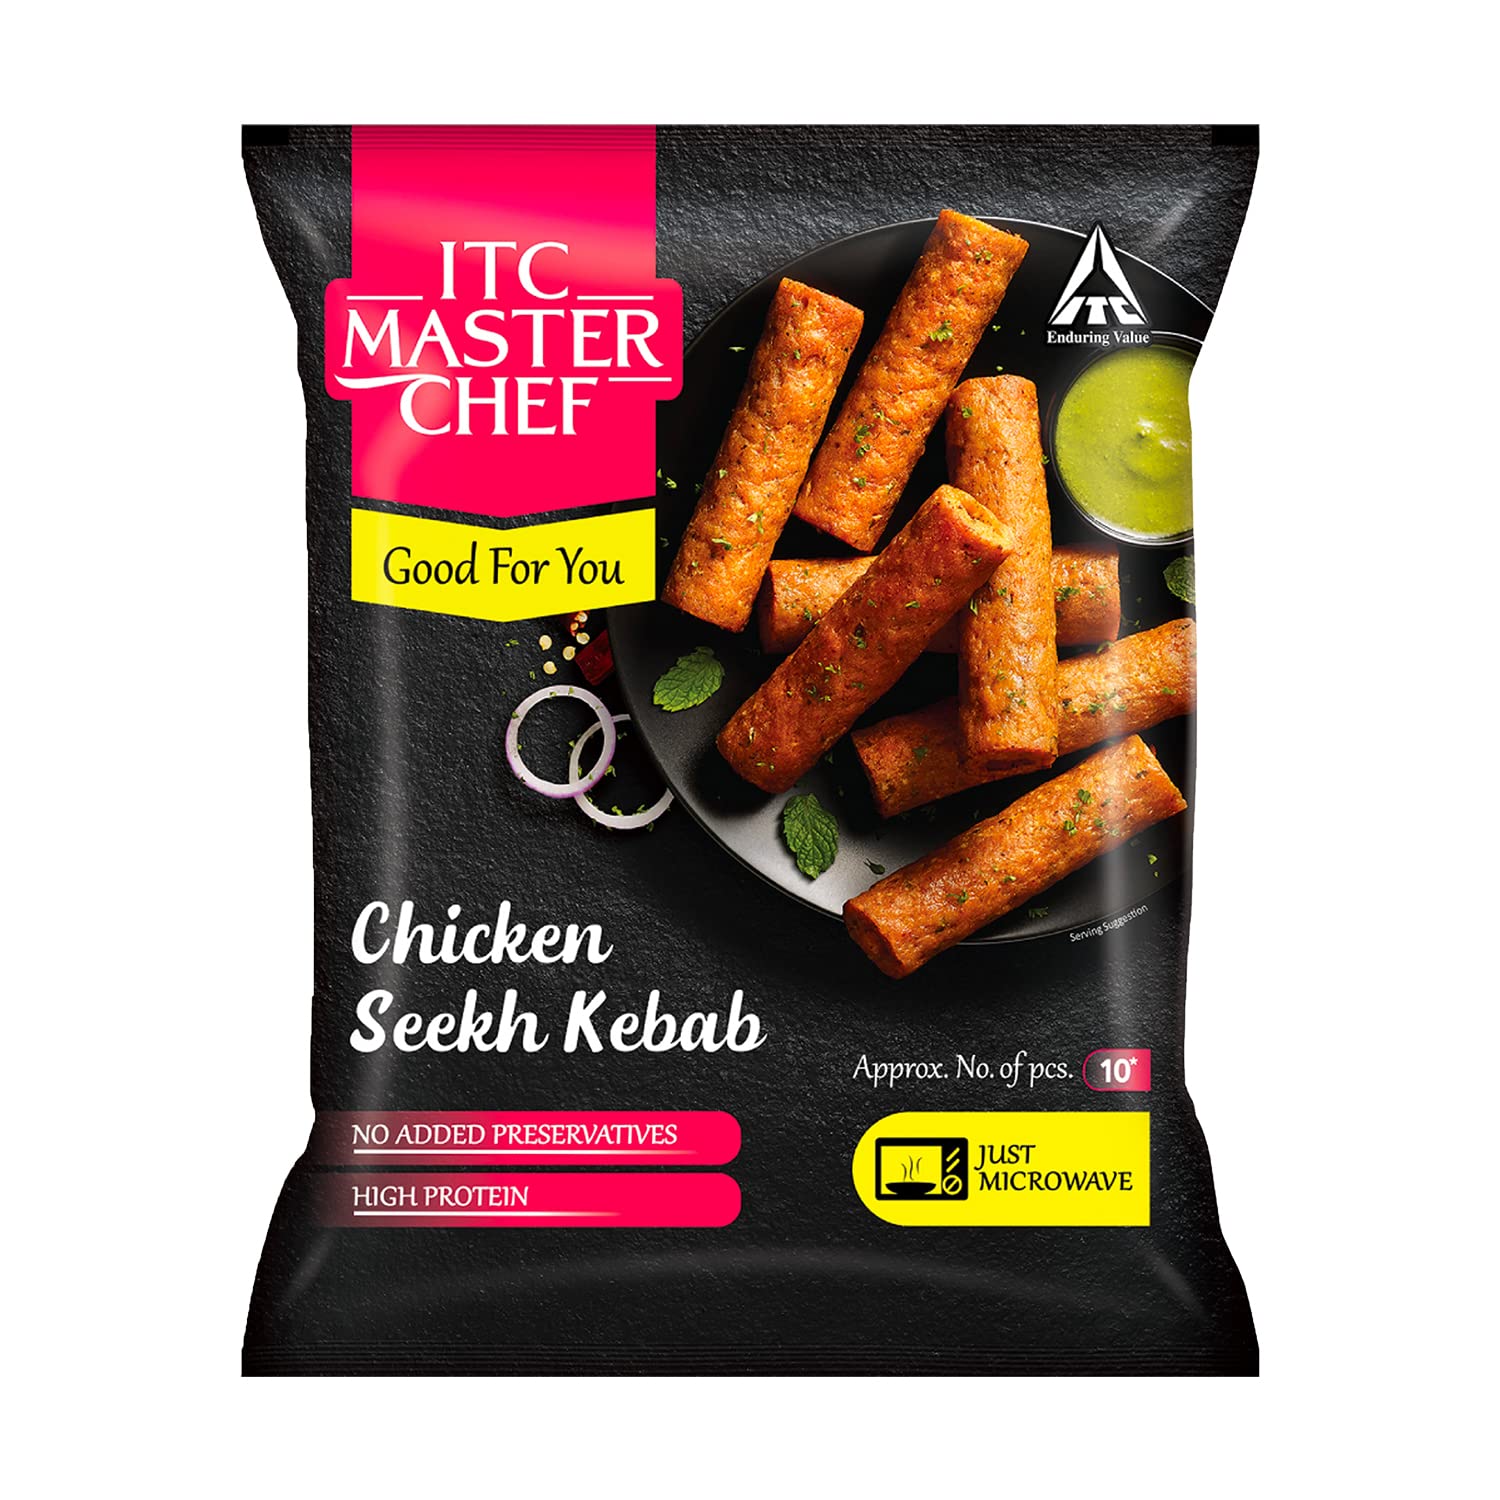 ITC
MASTER
CHEF
Good For You
ITC
Enduring Value
Serving Suggestion
Chicken
Seekh Kebab
Approx. No. of pcs. 10*
NO ADDED PRESERVATIVES
HIGH PROTEIN
JUST
MICROWAVE